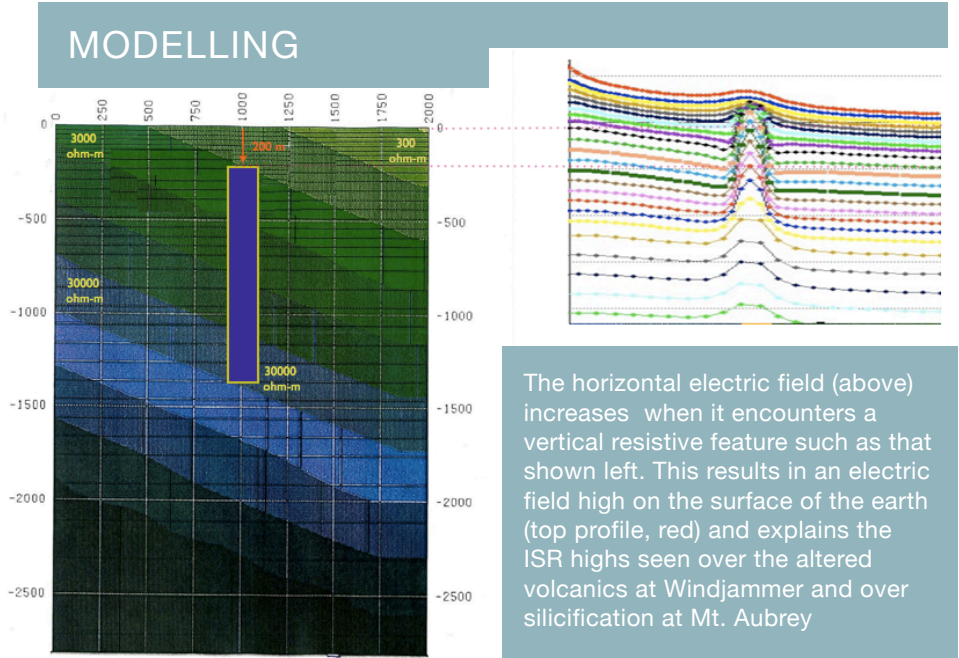 MODELLING
0 250 500 750 1000 1250 1500 1750 2000
0
3000
ohm-m
200 m
300
ohm-m
0
-500
-500
30000
ohm-m
-1000
-1000
30000
ohm-m
-1500
-1500
-2000
-2000
-2500
-2500
The horizontal electric field (above)
increases when it encounters a
vertical resistive feature such as that
shown left. This results in an electric
field high on the surface of the earth
(top profile, red) and explains the
ISR highs seen over the altered
volcanics at Windjammer and over
silicification at Mt. Aubrey